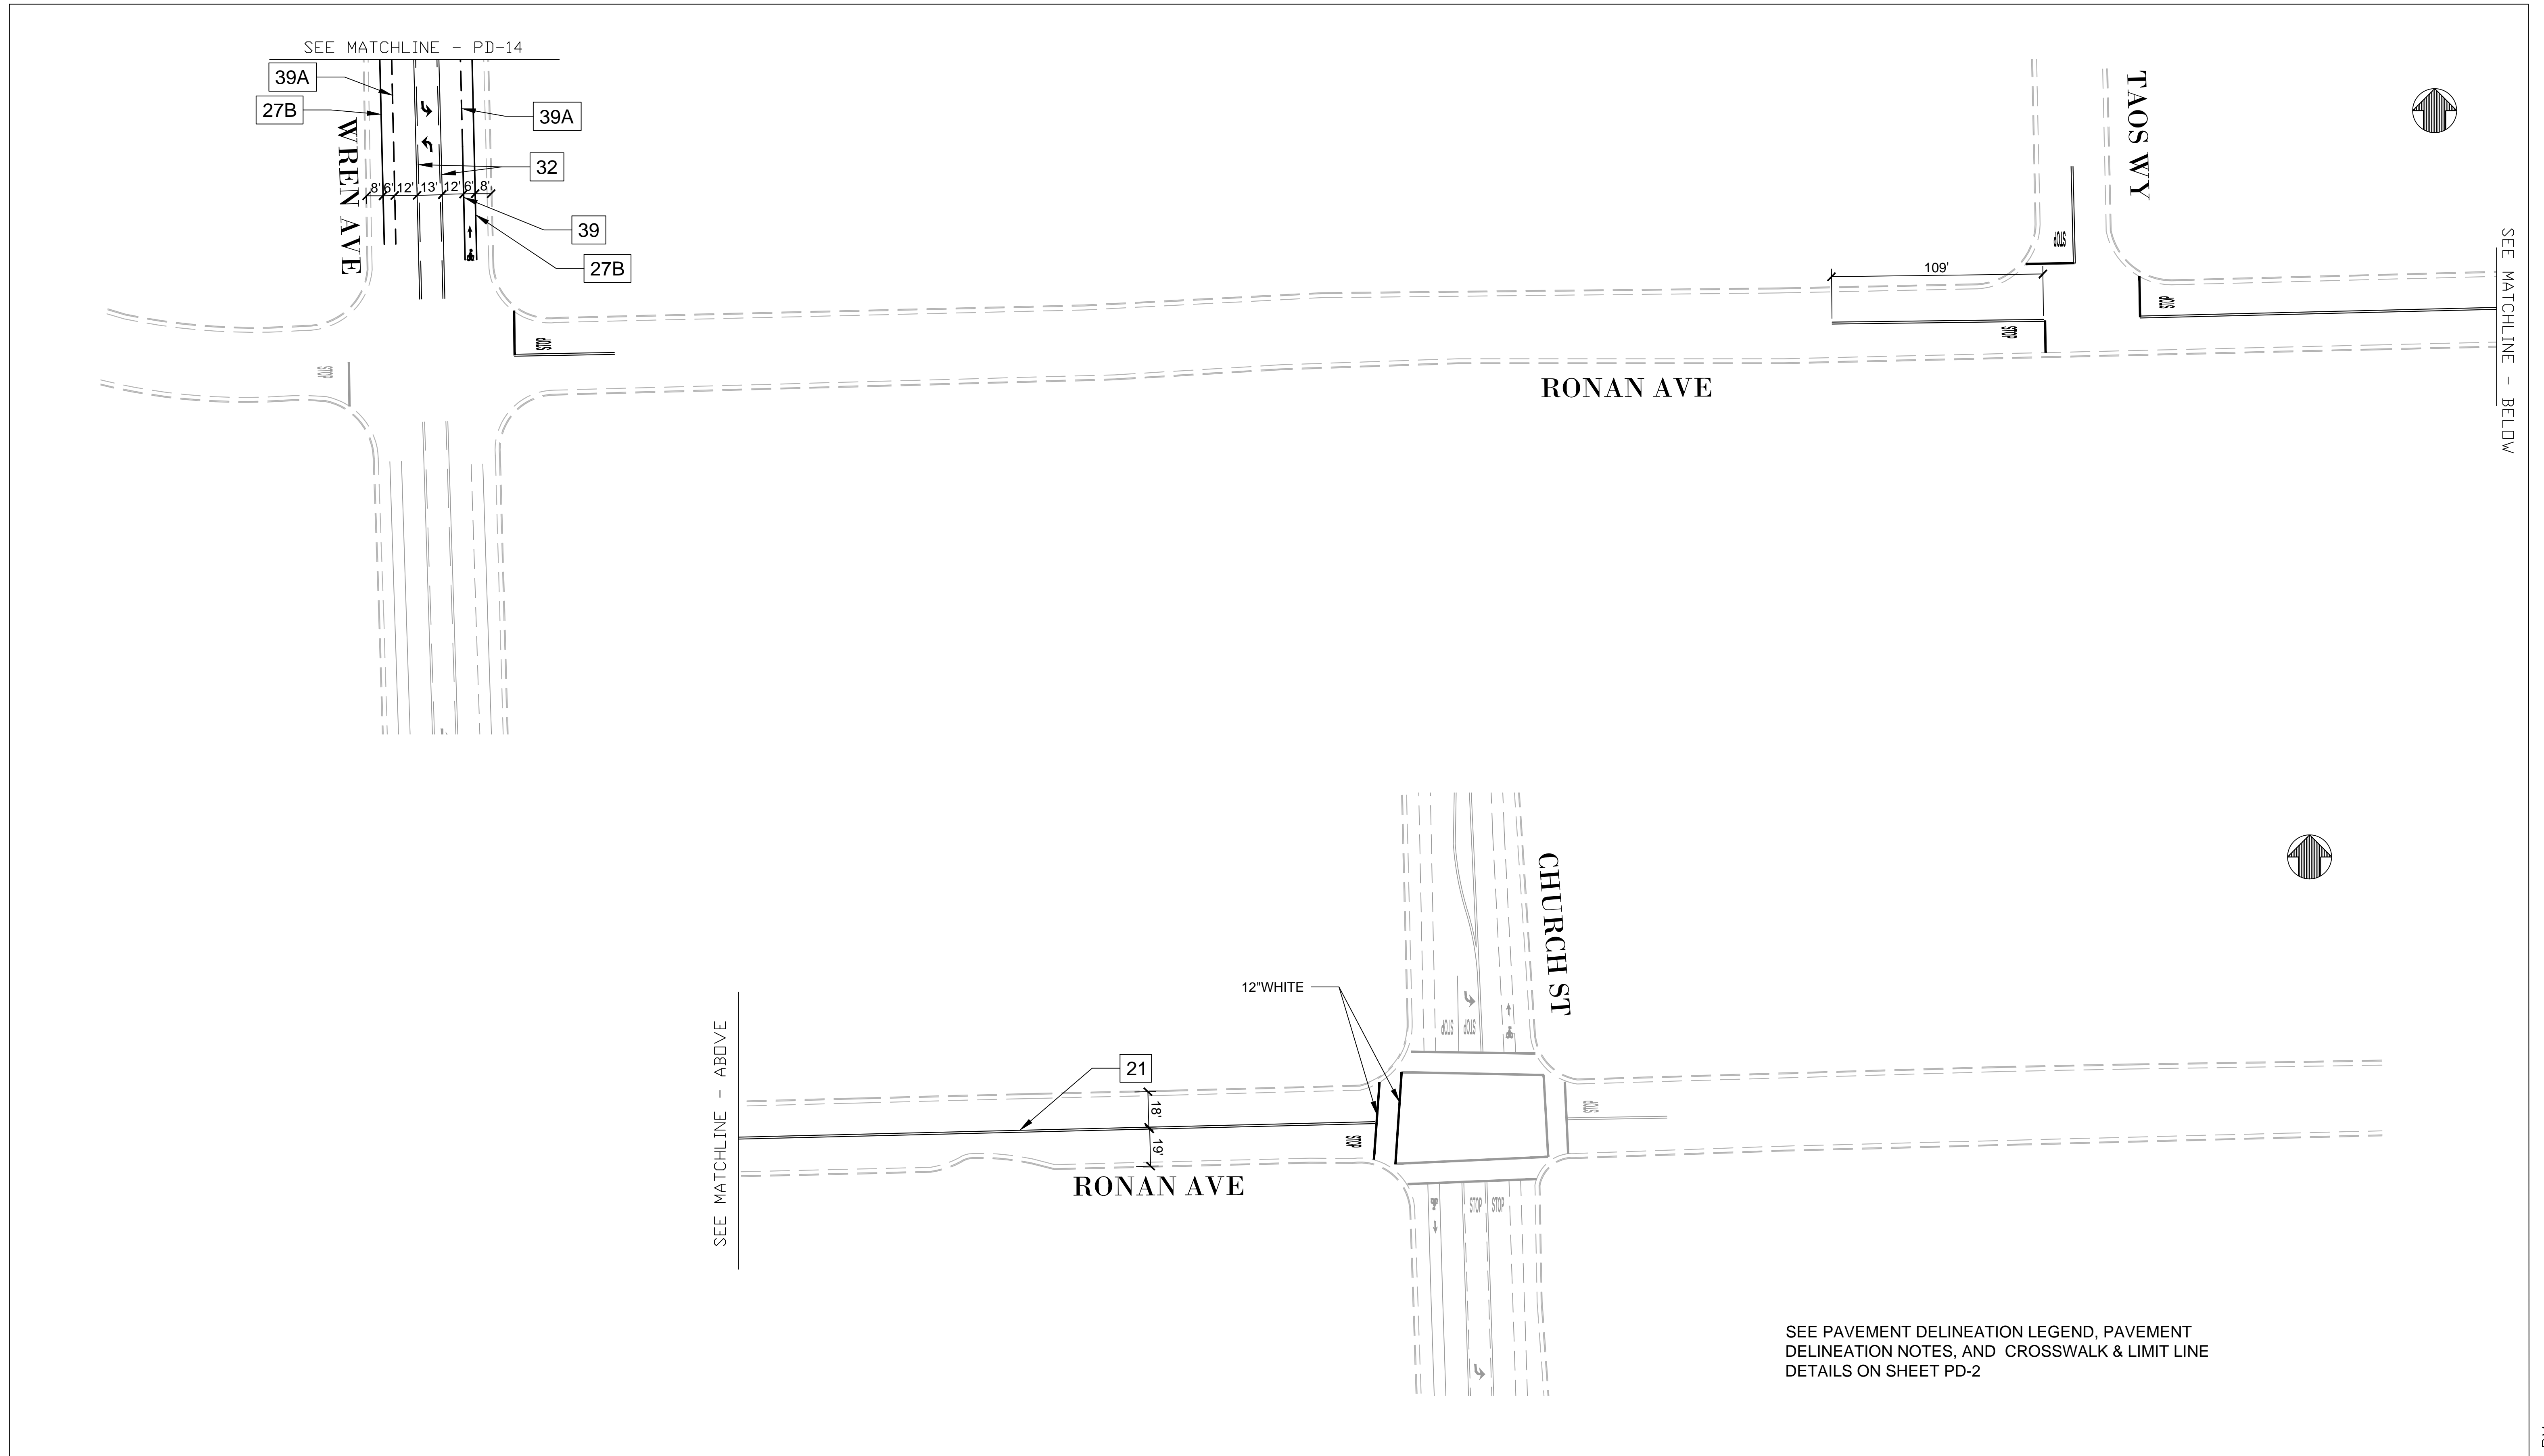 SEE MATCHLINE - PD-14
39A
27B
39A
32
WREN AVE
8' 6' 12' 13' 12' 6' 8'
39
27B
STOP
STOP
TAOS WY
STOP
109'
STOP
STOP
RONAN AVE
SEE MATCHLINE - BELOW
CHURCH ST
12"WHITE
STOP STOP
SEE MATCHLINE - ABOVE
21
18'
19'
STOP
STOP
RONAN AVE
STOP STOP
SEE PAVEMENT DELINEATION LEGEND, PAVEMENT
DELINEATION NOTES, AND CROSSWALK & LIMIT LINE
DETAILS ON SHEET PD-2